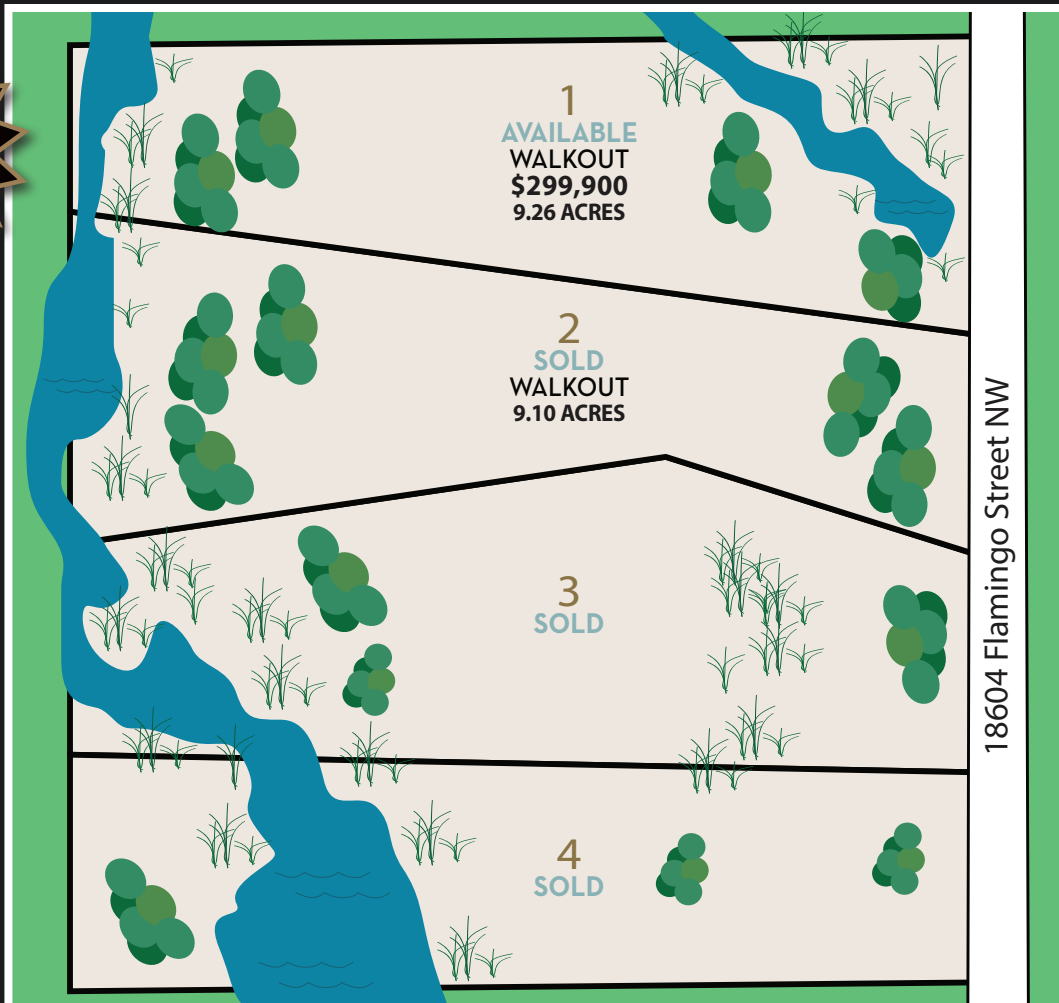 1
AVAILABLE
WALKOUT
$299,900
9.26 ACRES
2
SOLD
WALKOUT
9.10 ACRES
3
SOLD
4
SOLD
18604 Flamingo Street NW